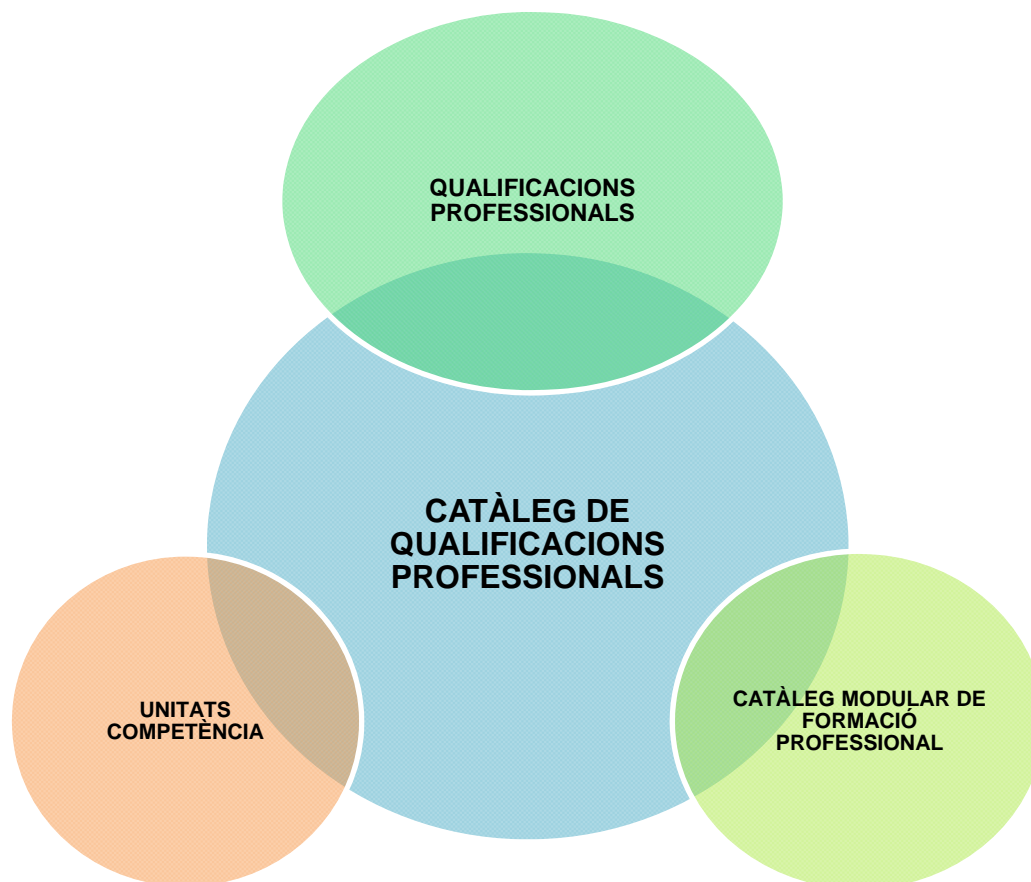 QUALIFICACIONS
PROFESSIONALS
CATÀLEG DE
QUALIFICACIONS
PROFESSIONALS
UNITATS
COMPETÈNCIA
CATÀLEG MODULAR DE
FORMACIÓ
PROFESSIONAL